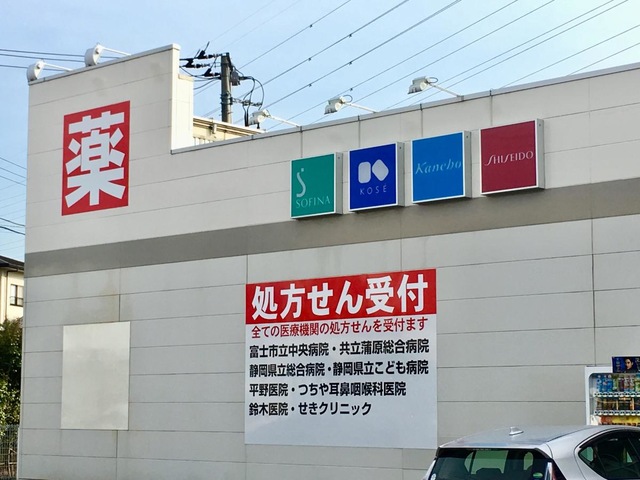 薬
SOFINA
KOSÉ
Kanebo
SHISEIDO
処方せん受付
全ての医療機関の処方せんを受付ます
富士市立中央病院・共立蒲原総合病院
静岡県立総合病院・静岡県立こども病院
平野医院・つちや耳鼻咽喉科医院
鈴木医院・せきクリニック